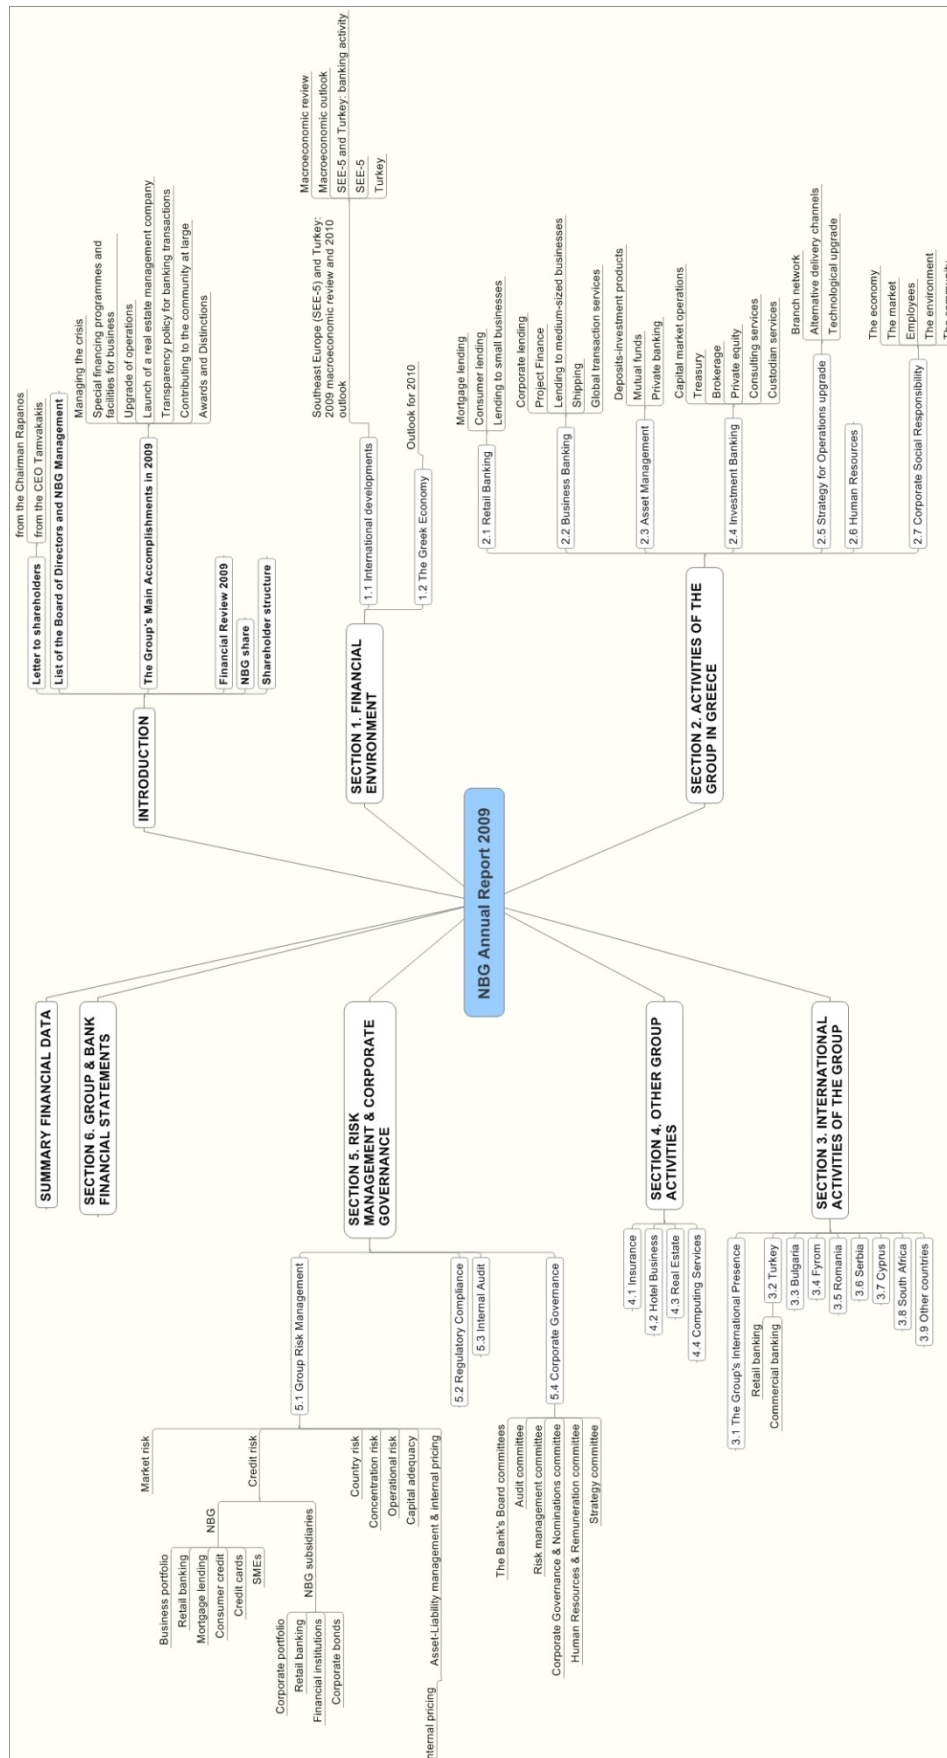 NBG Annual Report 2009
INTRODUCTION
Letter to shareholders
from the Chairman Rapanos
from the CEO Tamvakakis
List of the Board of Directors and NBG Management
The Group's Main Accomplishments in 2009
Managing the crisis
Special financing programmes and
facilities for business
Upgrade of operations
Launch of a real estate management company
Transparency policy for banking transactions
Contributing to the community at large
Awards and Distinctions
Financial Review 2009
NBG share
Shareholder structure
SECTION 1. FINANCIAL
ENVIRONMENT
1.1 International developments
Southeast Europe (SEE-5) and Turkey:
2009 macroeconomic review and 2010
outlook
Macroeconomic review
Macroeconomic outlook
SEE-5 and Turkey: banking activity
SEE-5
Turkey
1.2 The Greek Economy
Outlook for 2010
SECTION 2. ACTIVITIES OF THE
GROUP IN GREECE
2.1 Retail Banking
Mortgage lending
Consumer lending
Lending to small businesses
2.2 Business Banking
Corporate lending
Project Finance
Lending to medium-sized businesses
Shipping
Global transaction services
2.3 Asset Management
Deposits-investment products
Mutual funds
Private banking
2.4 Investment Banking
Capital market operations
Treasury
Brokerage
Private equity
Consulting services
Custodian services
2.5 Strategy for Operations upgrade
Branch network
Alternative delivery channels
Technological upgrade
2.6 Human Resources
2.7 Corporate Social Responsibility
The economy
The market
Employees
The environment
SUMMARY FINANCIAL DATA
SECTION 6. GROUP & BANK
FINANCIAL STATEMENTS
SECTION 5. RISK
MANAGEMENT & CORPORATE
GOVERNANCE
5.1 Group Risk Management
Market risk
Credit risk
NBG
Business portfolio
Retail banking
Mortgage lending
Consumer credit
Credit cards
SMEs
NBG subsidiaries
Corporate portfolio
Retail banking
Financial institutions
Corporate bonds
Country risk
Concentration risk
Operational risk
Capital adequacy
Asset-Liability management & internal pricing
pricing
5.2 Regulatory Compliance
5.3 Internal Audit
5.4 Corporate Governance
The Bank's Board committees
Audit committee
Risk management committee
Corporate Governance & Nominations committee
Human Resources & Remuneration committee
Strategy committee
SECTION 4. OTHER GROUP
ACTIVITIES
4.1 Insurance
4.2 Hotel Business
4.3 Real Estate
4.4 Computing Services
SECTION 3. INTERNATIONAL
ACTIVITIES OF THE GROUP
3.1 The Group's International Presence
3.2 Turkey
Retail banking
Commercial banking
3.3 Bulgaria
3.4 Fyrom
3.5 Romania
3.6 Serbia
3.7 Cyprus
3.8 South Africa
3.9 Other countries